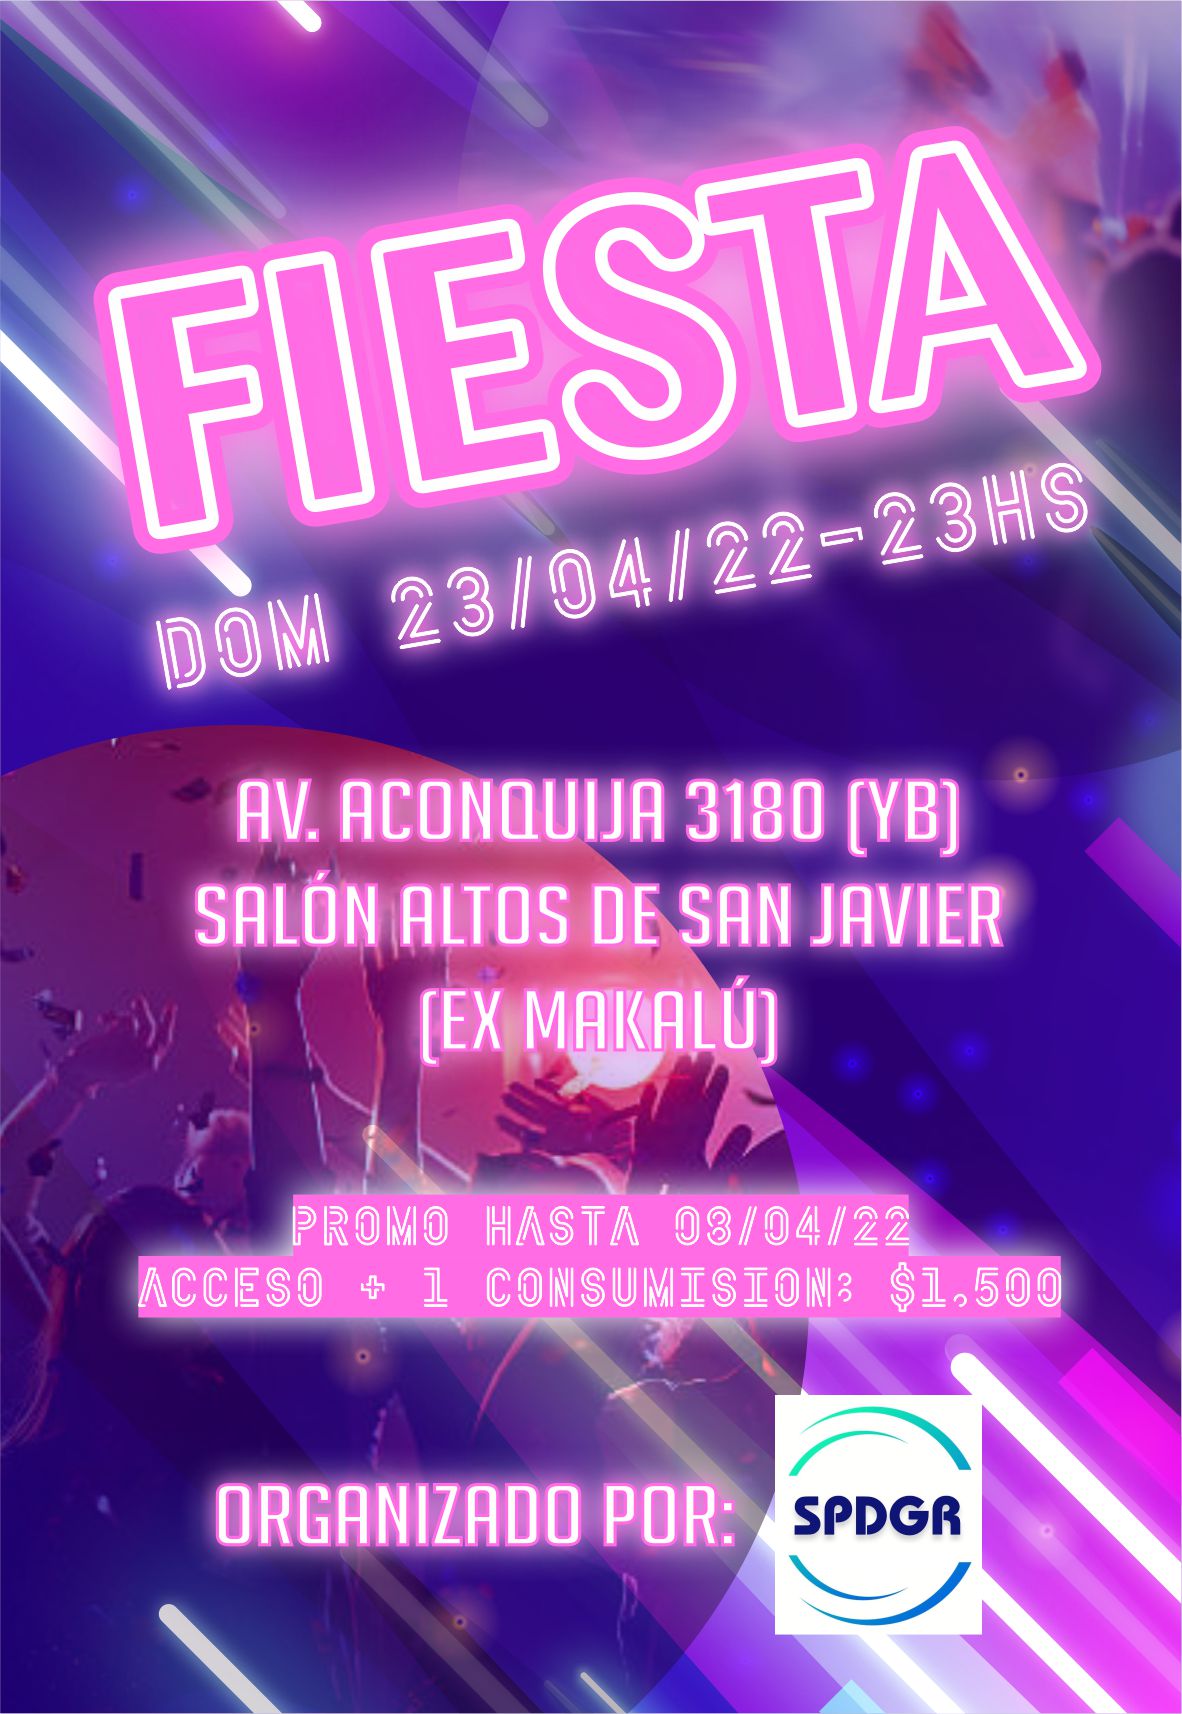 FIESTA
DOM 23/04/22-23HS
AV. ACONQUIJA 3180 (YB)
SALÓN ALTOS DE SAN JAVIER
(EX MAKALÚ)
PROMO HASTA 08/04/22
ACCESO + 1 CONSUMISION: $1.500
ORGANIZADO POR:
SPDGR